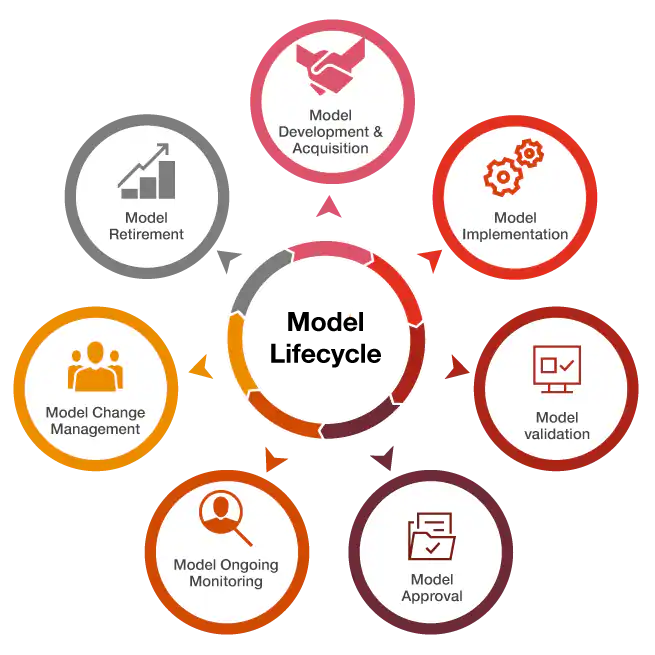 Model
Development &
Acquisition
Model
Implementation
Model
Retirement
Model
Lifecycle
Model Change
Management
Model
validation
Model Ongoing
Monitoring
Model
Approval